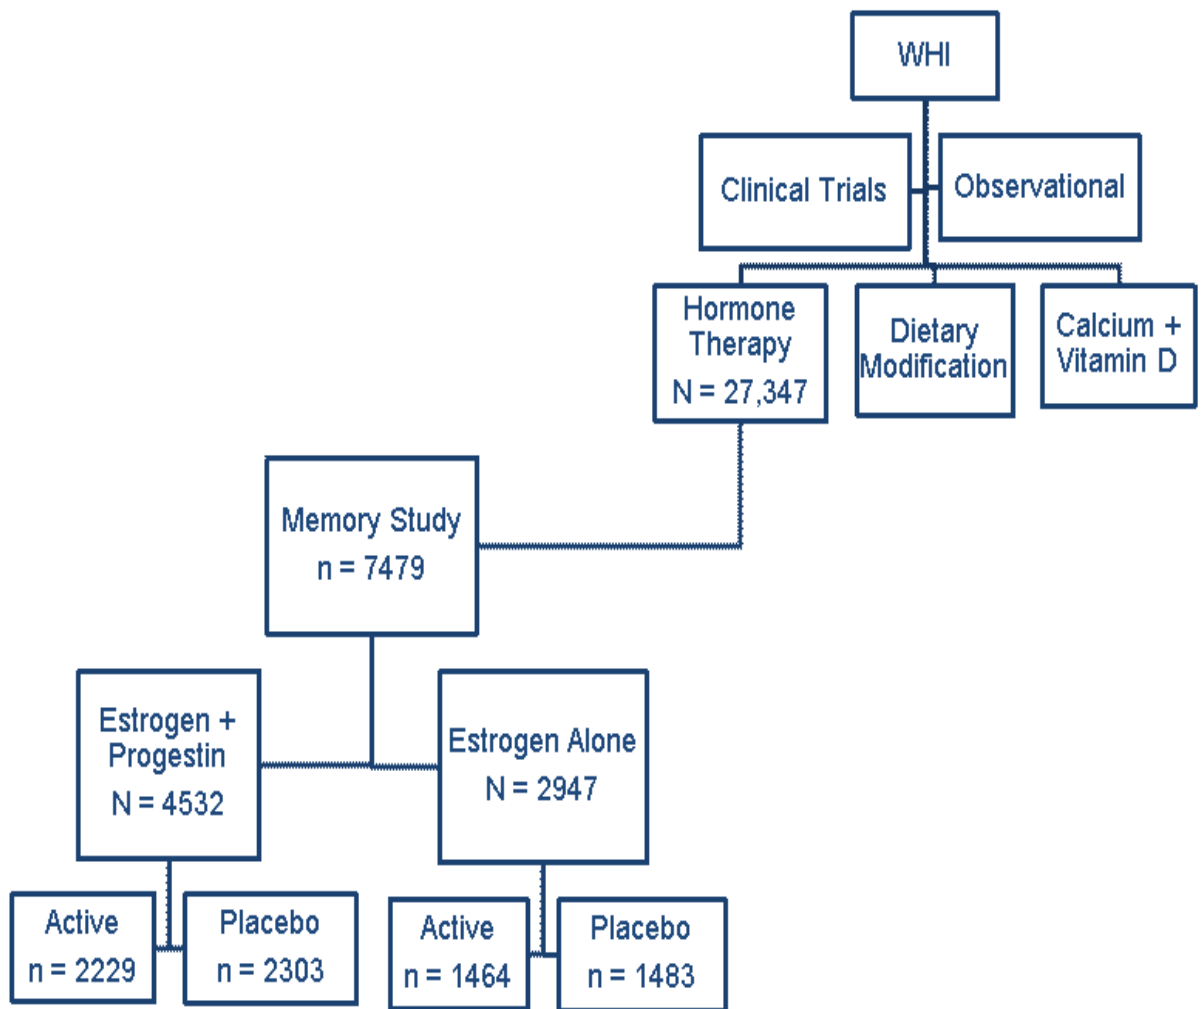 WHI
Clinical Trials
Observational
Hormone
Therapy
N = 27,347
Dietary
Modification
Calcium +
Vitamin D
Memory Study
n = 7479
Estrogen +
Progestin
N = 4532
Estrogen Alone
N = 2947
Active
n = 2229
Placebo
n = 2303
Active
n = 1464
Placebo
n = 1483